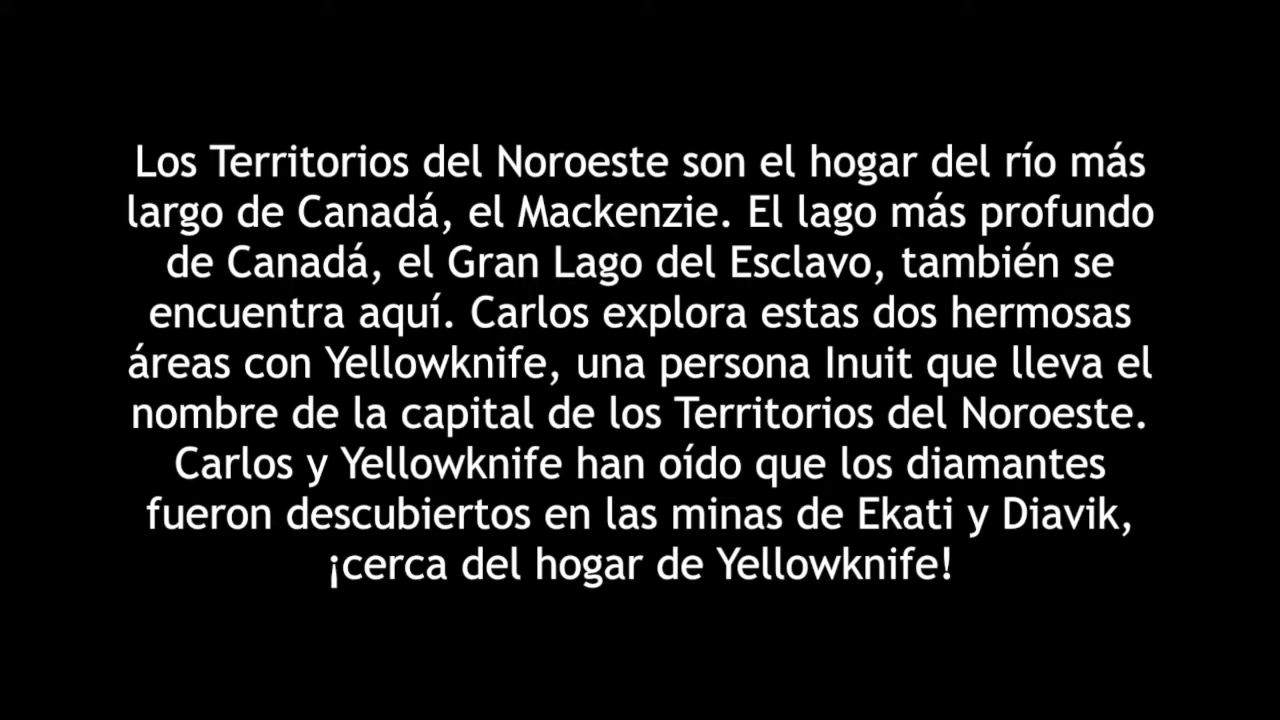 Los Territorios del Noroeste son el hogar del río más
largo de Canadá, el Mackenzie. El lago más profundo
de Canadá, el Gran Lago del Esclavo, también se
encuentra aquí. Carlos explora estas dos hermosas
áreas con Yellowknife, una persona Inuit que lleva el
nombre de la capital de los Territorios del Noroeste.
Carlos y Yellowknife han oído que los diamantes
fueron descubiertos en las minas de Ekati y Diavik,
¡cerca del hogar de Yellowknife!